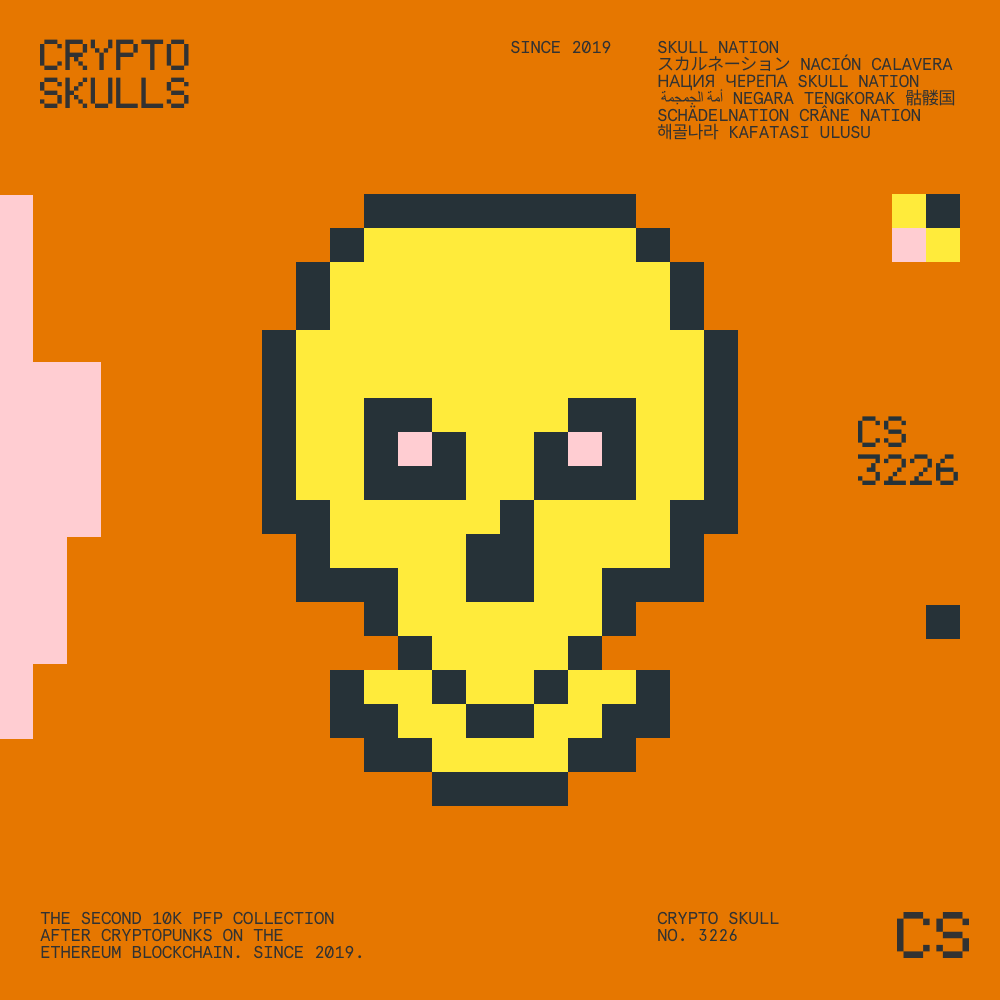 CRYPTO
SKULLS
SINCE 2019
SKULL NATION
スカルネーション NACIÓN CALAVERA
НАЦИЯ ЧЕРЕПА SKULL NATION
أمة الجمجمة NEGARA TENGKORAK 骷髅国
SCHÄDELNATION CRÂNE NATION
해골나라 KAFATASI ULUSU
CS
3226
THE SECOND 10K PFP COLLECTION
AFTER CRYPTOPUNKS ON THE
ETHEREUM BLOCKCHAIN. SINCE 2019.
CRYPTO SKULL
NO. 3226
CS